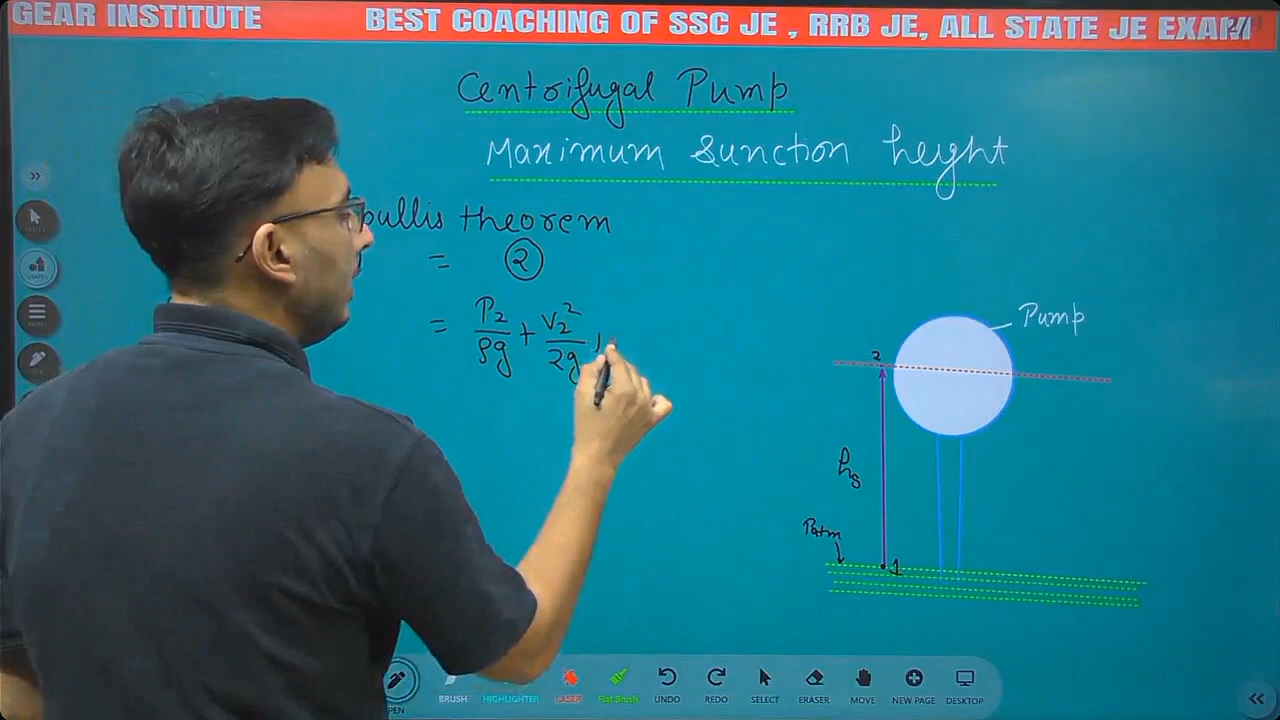 GEAR INSTITUTE BEST COACHING OF SSC JE , RRB JE, ALL STATE JE EXAM
Centrifugal Pump
Maximum Sunction heyht
theorem
= 2
= P2/ρg + V2²/2g
Pump
2
hs
Patm
1
BRUSH HIGHLIGHTER LASER Flat Brush UNDO REDO SELECT ERASER MOVE NEW PAGE DESKTOP